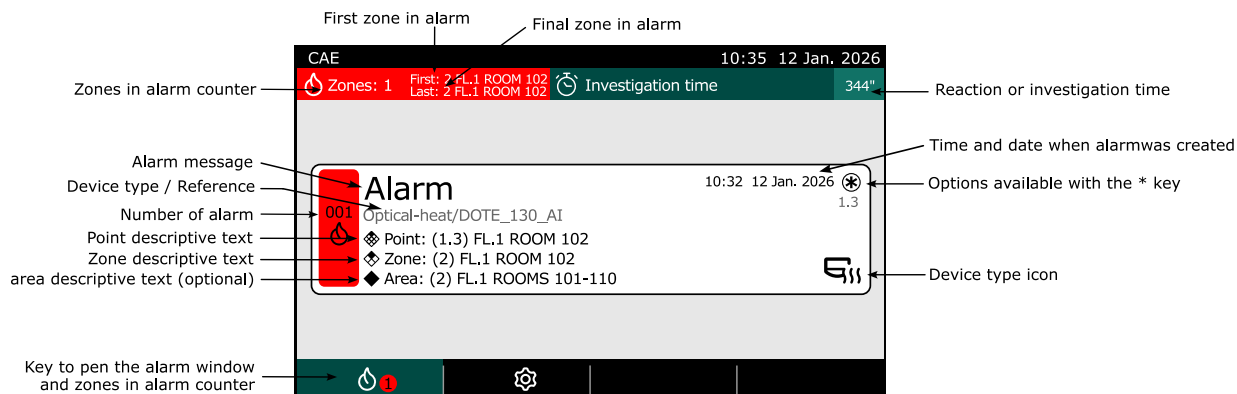 First zone in alarm
Final zone in alarm
CAE
10:35 12 Jan. 2026
Zones in alarm counter
Zones: 1
First: 2 FL.1 ROOM 102
Last: 2 FL.1 ROOM 102
Investigation time
344"
Reaction or investigation time
Time and date when alarmwas created
Alarm message
Alarm
10:32 12 Jan. 2026
Options available with the * key
Device type / Reference
1.3
Number of alarm
001
Optical-heat/DOTE_130_AI
Point descriptive text
Point: (1.3) FL.1 ROOM 102
Zone descriptive text
Zone: (2) FL.1 ROOM 102
area descriptive text (optional)
Area: (2) FL.1 ROOMS 101-110
Device type icon
Key to pen the alarm window
and zones in alarm counter
1